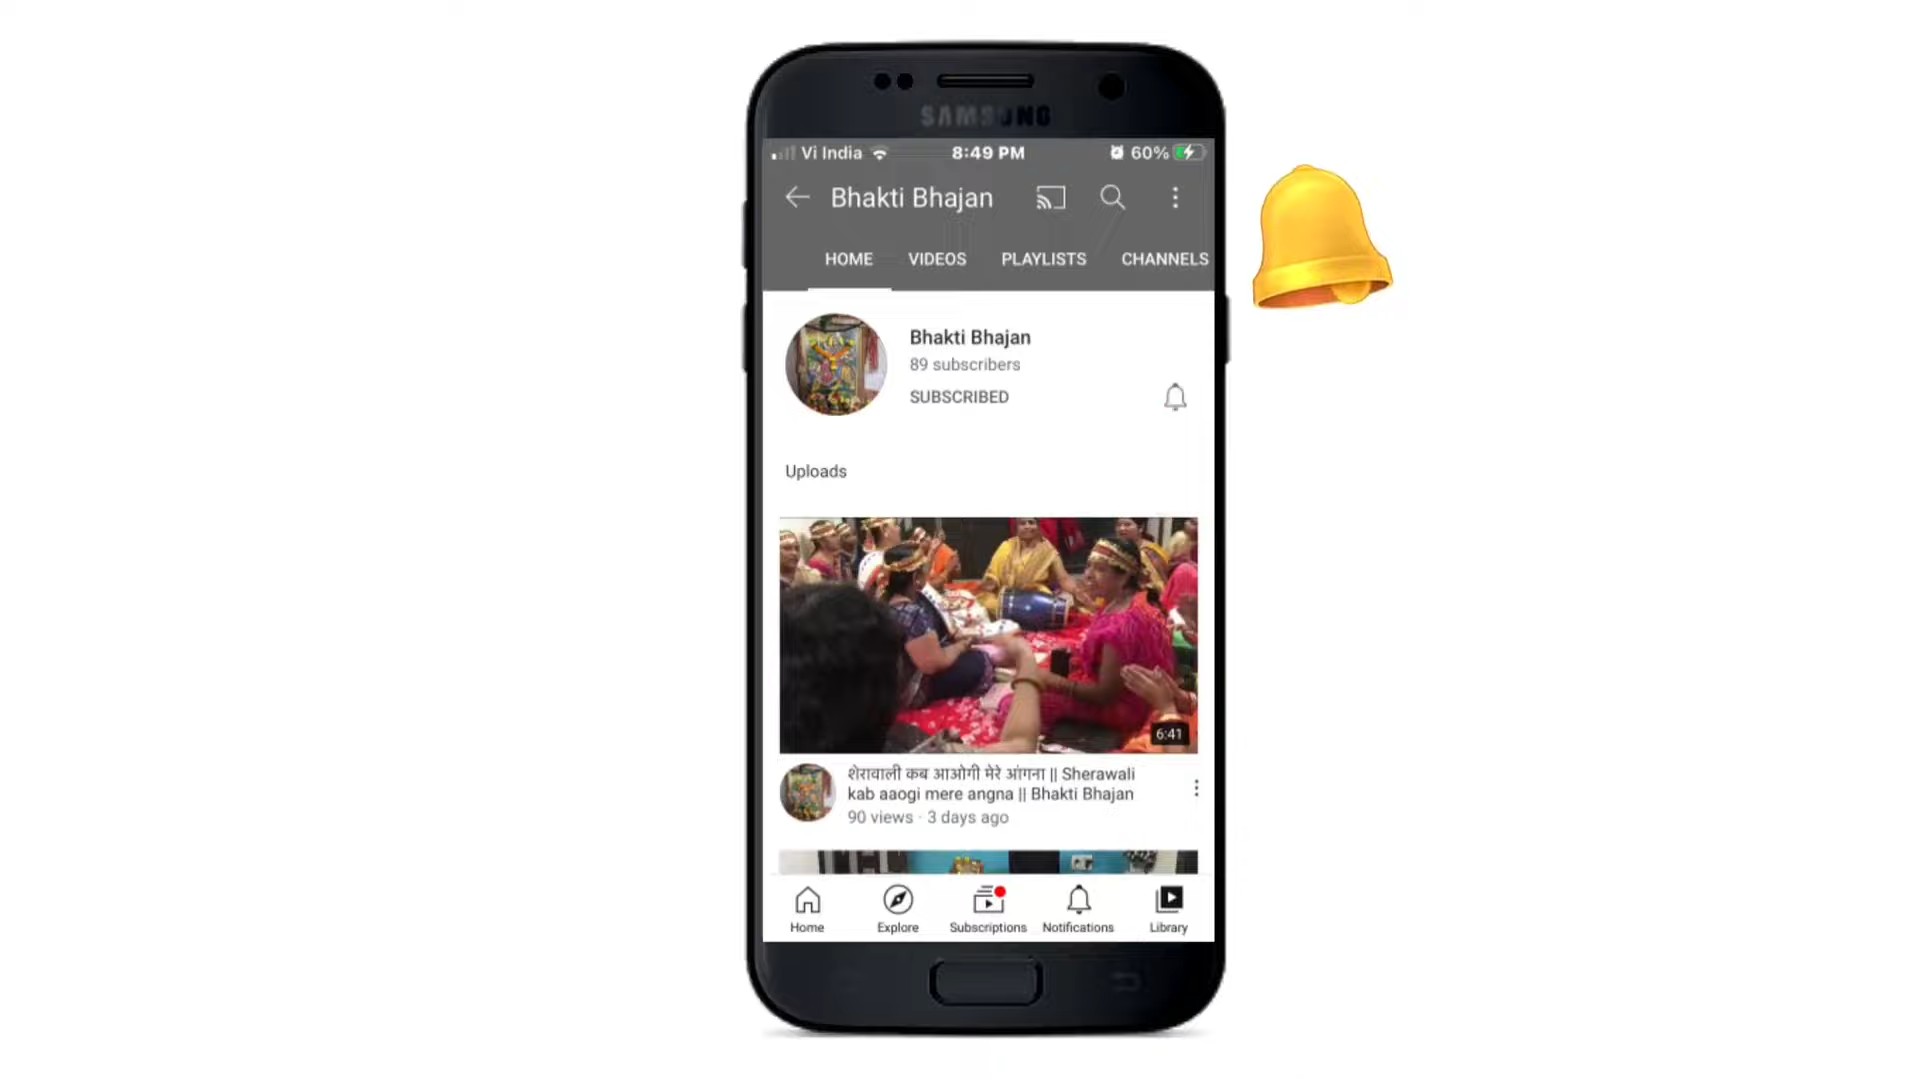 SAMSUNG
Vi India 8:49 PM 60%
Bhakti Bhajan
HOME VIDEOS PLAYLISTS CHANNELS
Bhakti Bhajan
89 subscribers
SUBSCRIBED
Uploads
6:41
शेरावाली कब आओगी मेरे आंगना || Sherawali
kab aaogi mere angna || Bhakti Bhajan
90 views · 3 days ago
Home Explore Subscriptions Notifications Library